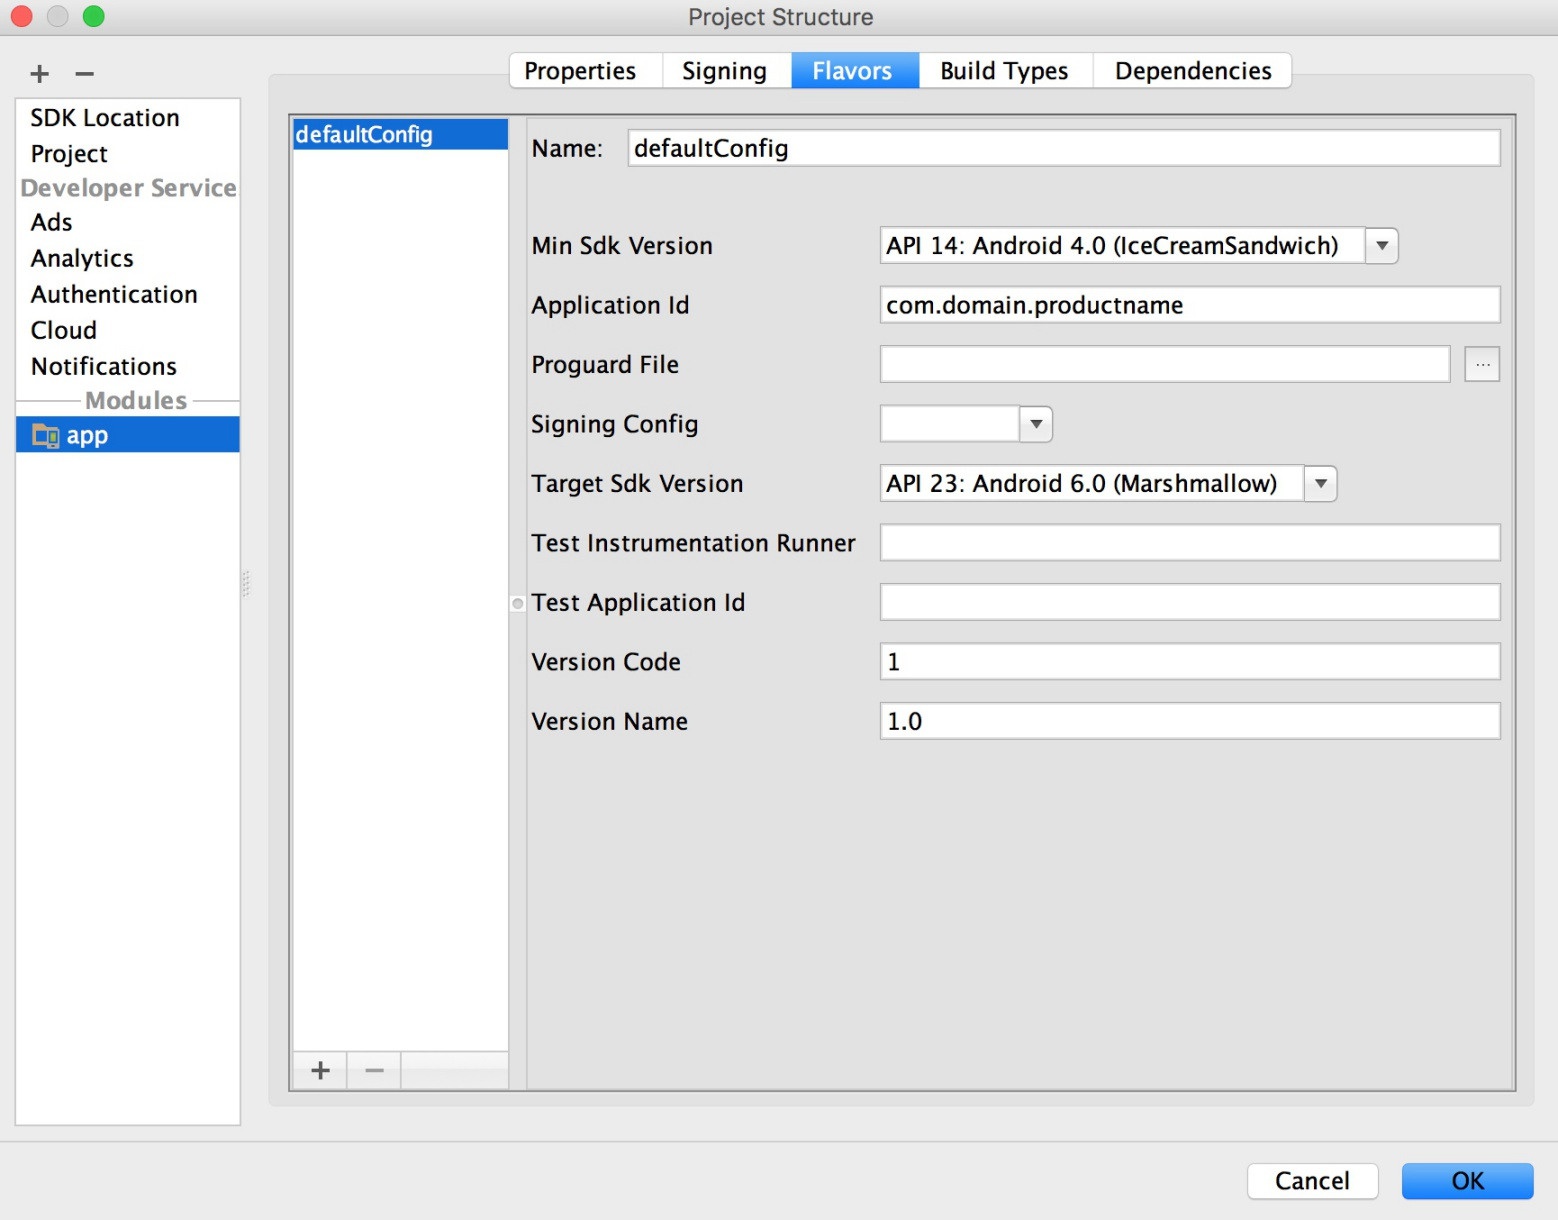 Project Structure
Properties
Signing
Flavors
Build Types
Dependencies
SDK Location
Project
Developer Service
Ads
Analytics
Authentication
Cloud
Notifications
Modules
app
defaultConfig
Name: defaultConfig
Min Sdk Version API 14: Android 4.0 (IceCreamSandwich)
Application Id com.domain.productname
Proguard File ...
Signing Config
Target Sdk Version API 23: Android 6.0 (Marshmallow)
Test Instrumentation Runner
Test Application Id
Version Code 1
Version Name 1.0
Cancel
OK